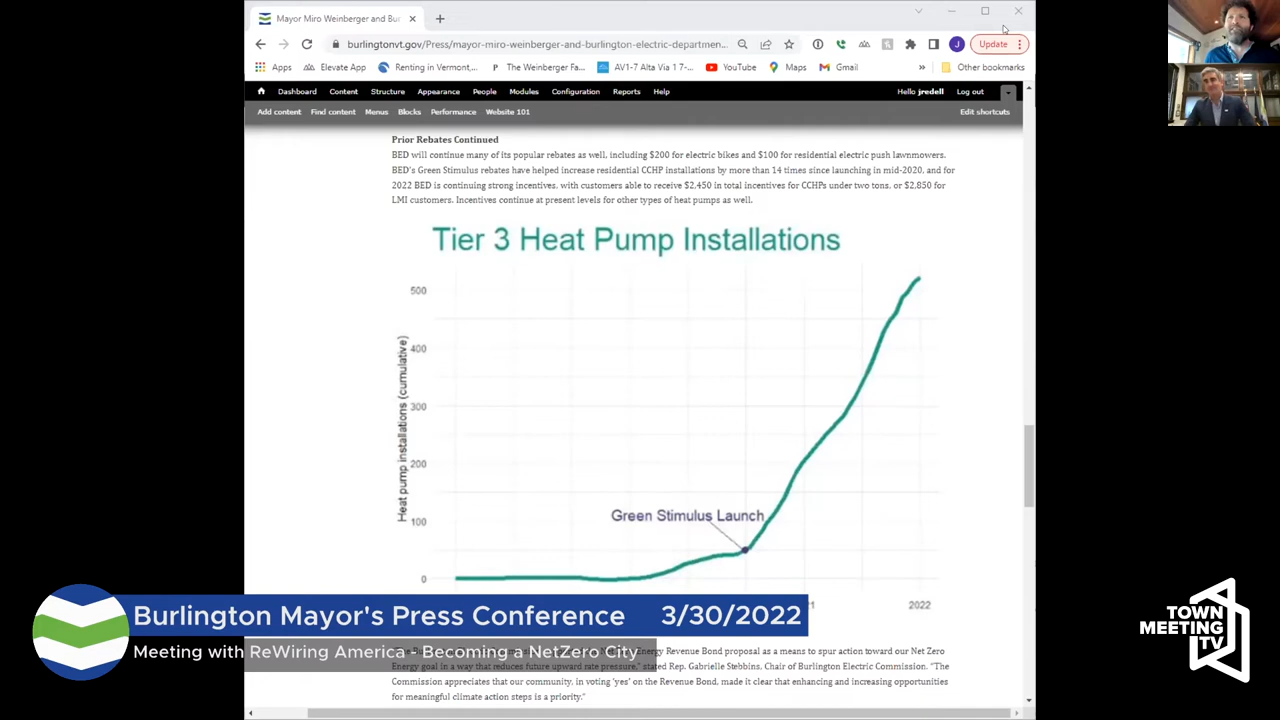 Mayor Miro Weinberger and Bu
burlingtonvt.gov/Press/mayor-miro-weinberger-and-burlington-electric-departmen...
Update
Apps
Elevate App
Renting in Vermont,...
The Weinberger Fa...
AV1-7 Alta Via 1 7-...
YouTube
Maps
Gmail
»
Other bookmarks
Dashboard Content Structure Appearance People Modules Configuration Reports Help
Hello jredell Log out
Add content Find content Menus Blocks Performance Website 101
Edit shortcuts
Prior Rebates Continued
BED will continue many of its popular rebates as well, including $200 for electric bikes and $100 for residential electric push lawnmowers.
BED's Green Stimulus rebates have helped increase residential CCHP installations by more than 14 times since launching in mid-2020, and for
2022 BED is continuing strong incentives, with customers able to receive $2,450 in total incentives for CCHPs under two tons, or $2,850 for
LMI customers. Incentives continue at present levels for other types of heat pumps as well.
Tier 3 Heat Pump Installations
Heat pump installations (cumulative)
500
400
300
200
100
0
Green Stimulus Launch
2022
Burlington Mayor's Press Conference 3/30/2022
Meeting with ReWiring America - Becoming a NetZero City
TOWN
MEETING
TV
Energy Revenue Bond proposal as a means to spur action toward our Net Zero
Energy goal in a way that reduces future upward rate pressure," stated Rep. Gabrielle Stebbins, Chair of Burlington Electric Commission. "The
Commission appreciates that our community, in voting 'yes' on the Revenue Bond, made it clear that enhancing and increasing opportunities
for meaningful climate action steps is a priority."